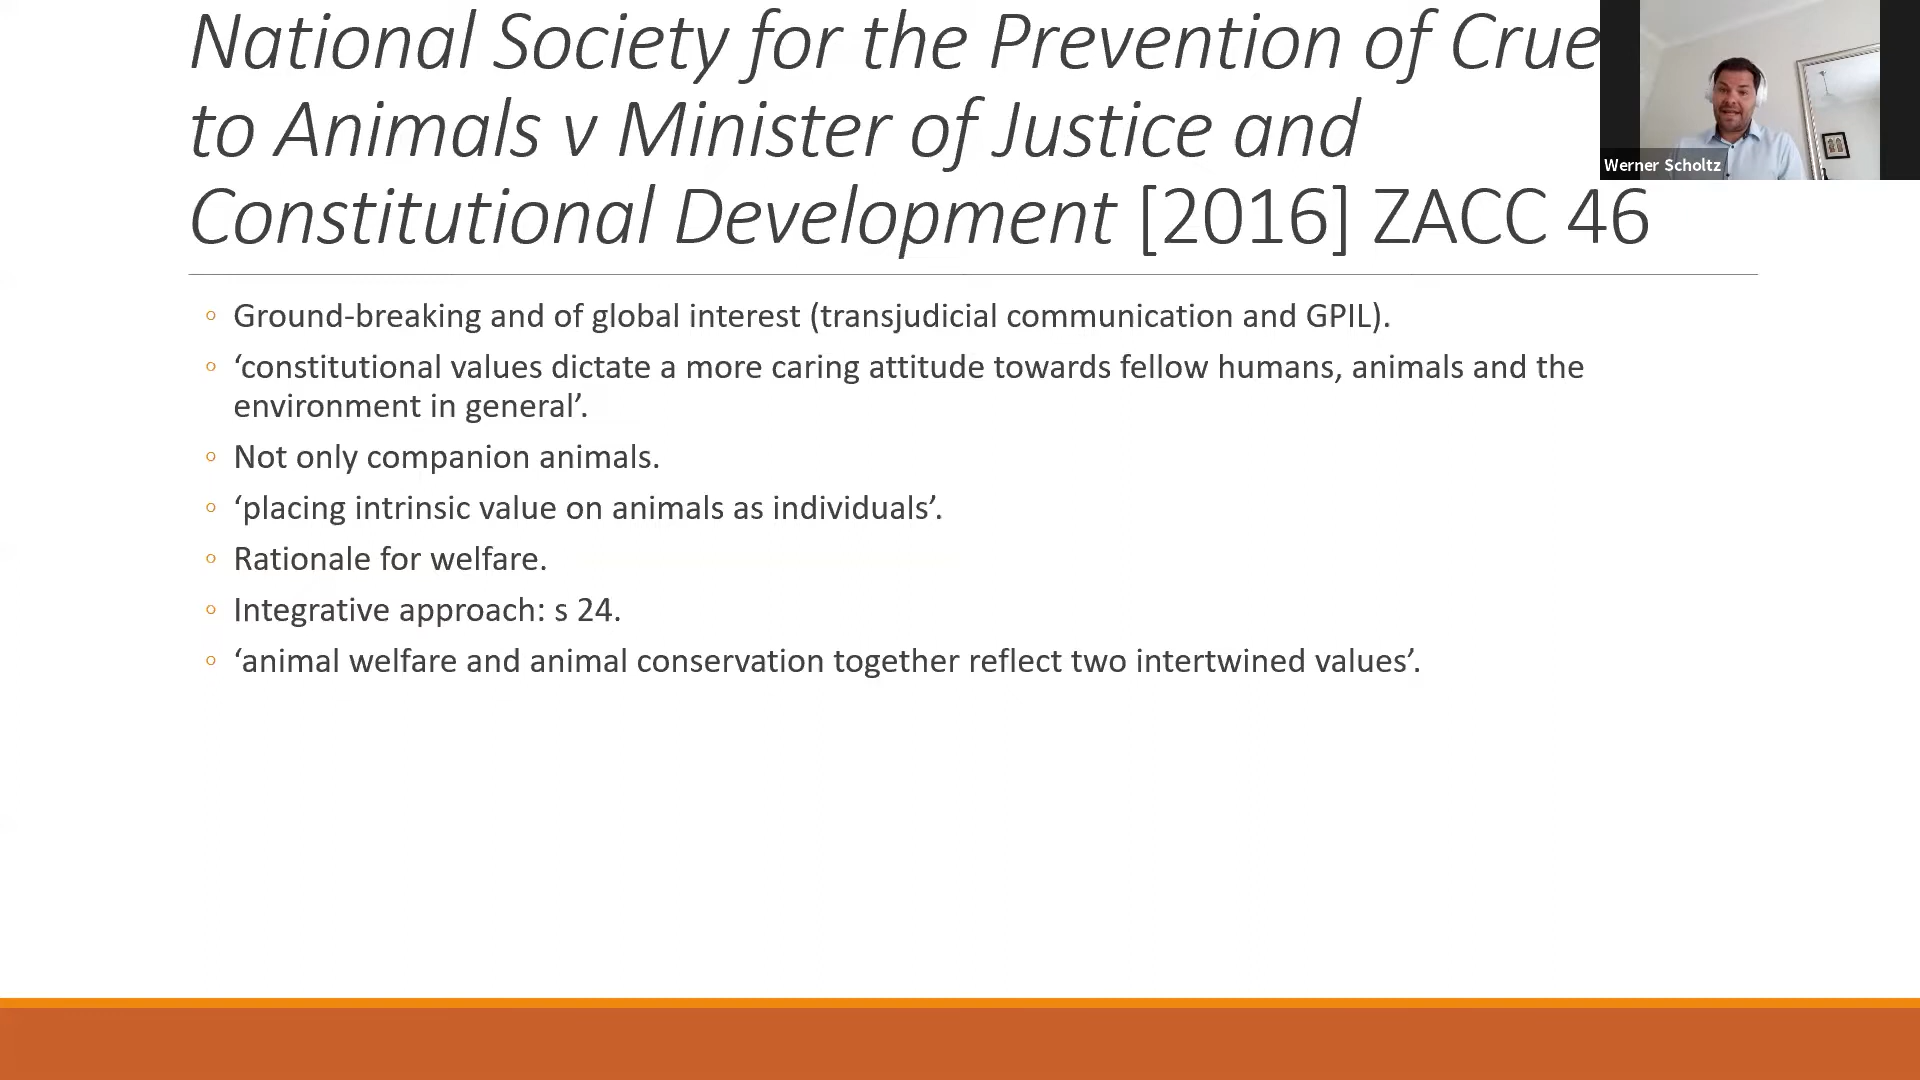 National Society for the Prevention of Crue
to Animals v Minister of Justice and
Constitutional Development [2016] ZACC 46
Werner Scholtz
◦ Ground-breaking and of global interest (transjudicial communication and GPIL).
◦ ‘constitutional values dictate a more caring attitude towards fellow humans, animals and the
environment in general’.
◦ Not only companion animals.
◦ ‘placing intrinsic value on animals as individuals’.
◦ Rationale for welfare.
◦ Integrative approach: s 24.
◦ ‘animal welfare and animal conservation together reflect two intertwined values’.